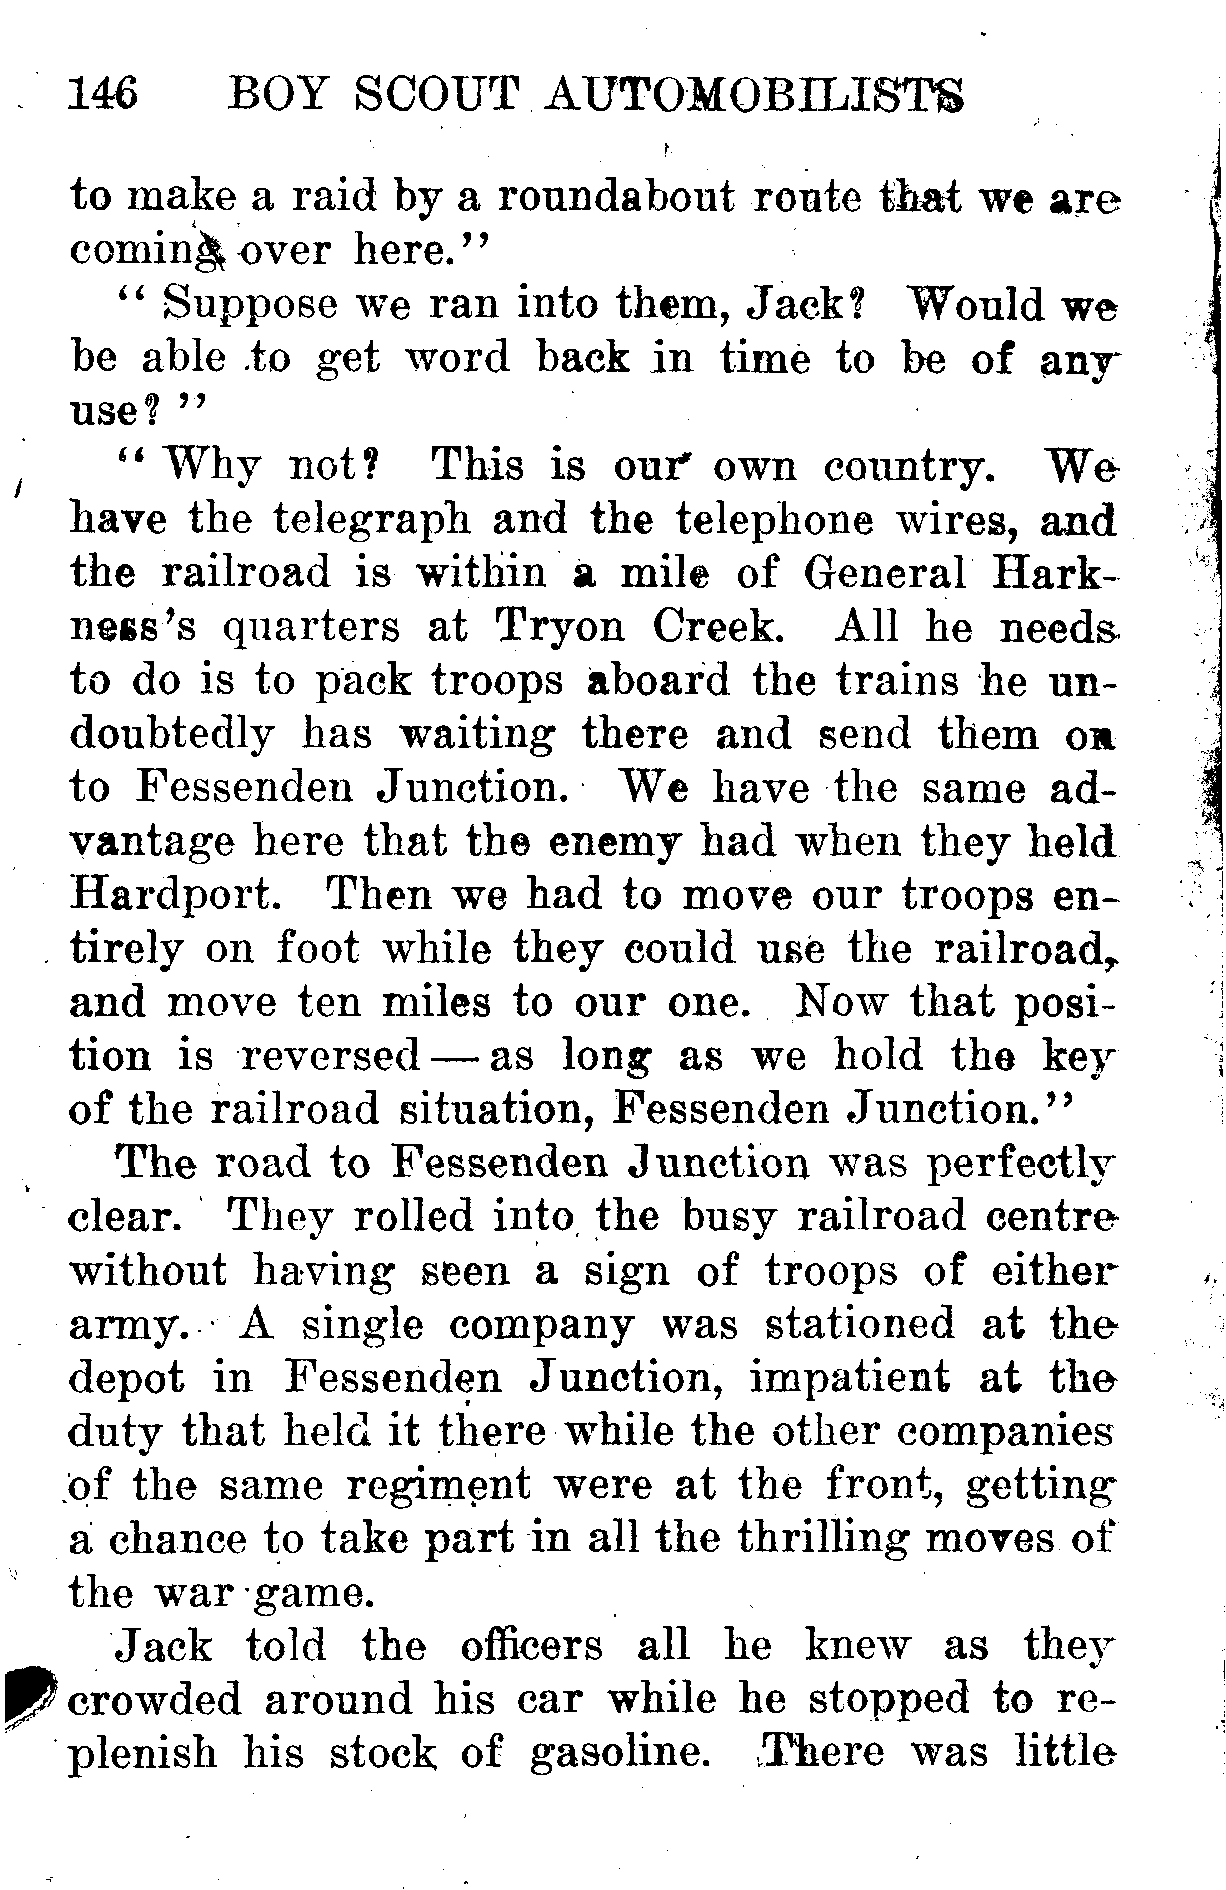 146 BOY SCOUT AUTOMOBILISTS
to make a raid by a roundabout route that we are
coming over here."
"Suppose we ran into them, Jack? Would we
be able to get word back in time to be of any
use?"
"Why not? This is our own country. We
have the telegraph and the telephone wires, and
the railroad is within a mile of General Hark-
ness's quarters at Tryon Creek. All he needs
to do is to pack troops aboard the trains he un-
doubtedly has waiting there and send them on
to Fessenden Junction. We have the same ad-
vantage here that the enemy had when they held
Hardport. Then we had to move our troops en-
tirely on foot while they could use the railroad,
and move ten miles to our one. Now that posi-
tion is reversed — as long as we hold the key
of the railroad situation, Fessenden Junction."
The road to Fessenden Junction was perfectly
clear. They rolled into the busy railroad centre
without having seen a sign of troops of either
army. A single company was stationed at the
depot in Fessenden Junction, impatient at the
duty that held it there while the other companies
of the same regiment were at the front, getting
a chance to take part in all the thrilling moves of
the war game.
Jack told the officers all he knew as they
crowded around his car while he stopped to re-
plenish his stock of gasoline. There was little